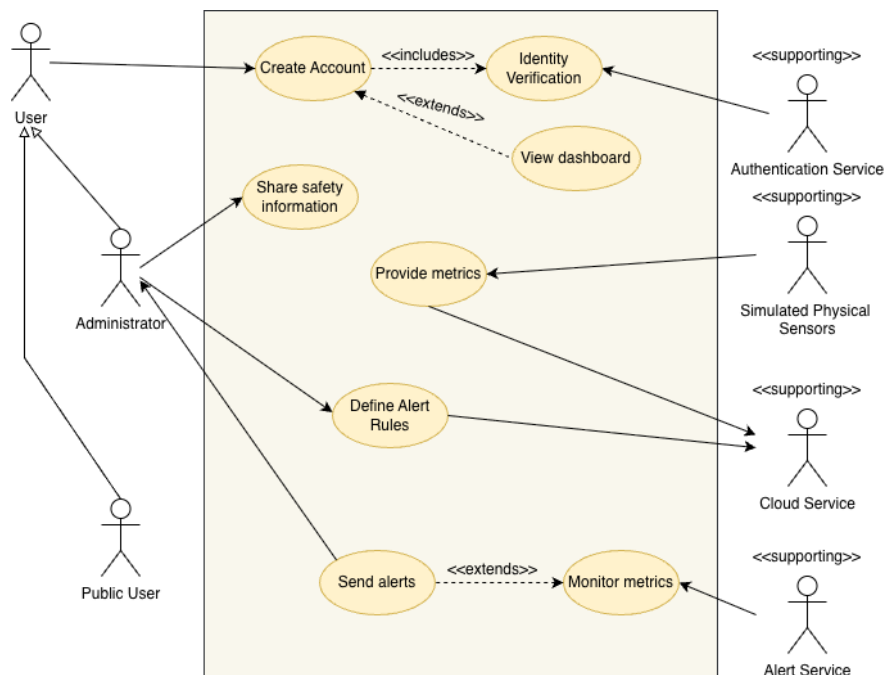 <<includes>>
Create Account
Identity
Verification
<<supporting>>
User
<<extends>>
View dashboard
Authentication Service
Share safety
information
<<supporting>>
Administrator
Provide metrics
Simulated Physical
Sensors
<<supporting>>
Define Alert
Rules
Cloud Service
Public User
Send alerts
<<extends>>
Monitor metrics
<<supporting>>
Alert Service